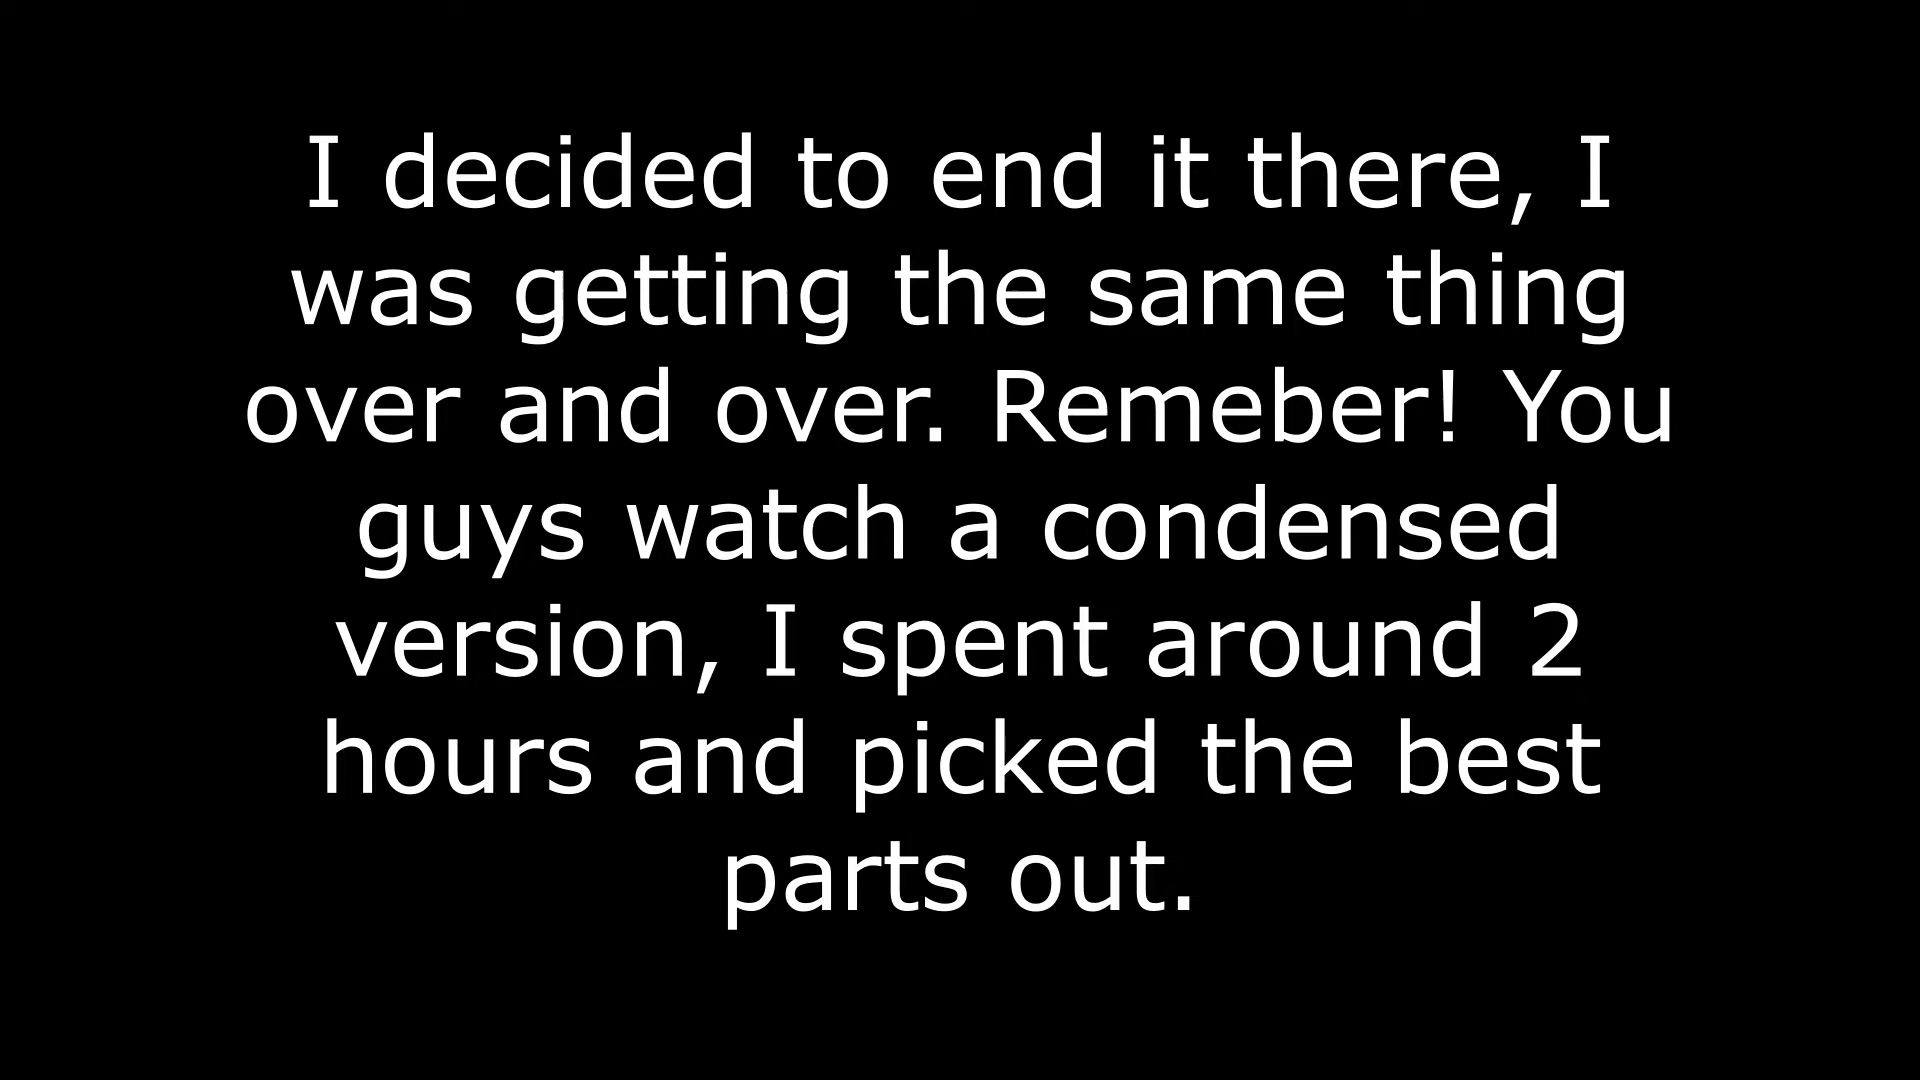 I decided to end it there, I
was getting the same thing
over and over. Remeber! You
guys watch a condensed
version, I spent around 2
hours and picked the best
parts out.